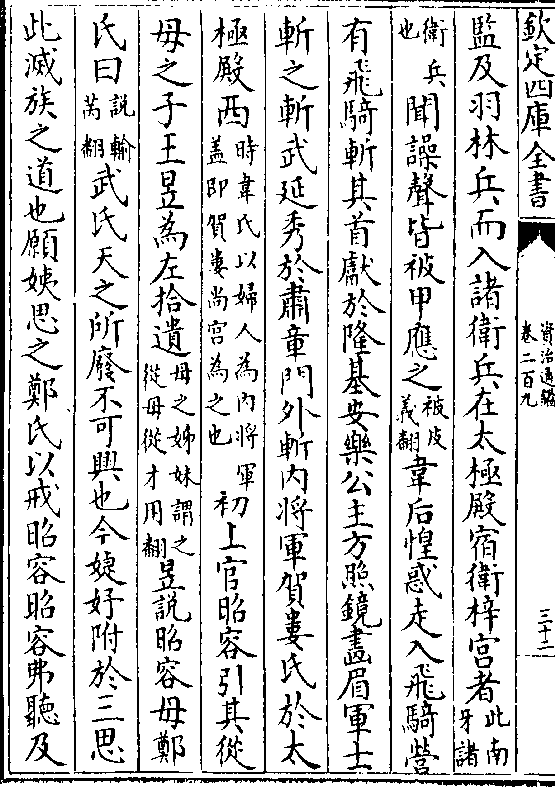 欽定四庫全書
資治通鑑
卷二百九
三十二
監及羽林兵而入諸衛兵在太極殿宿衛梓宮者此南牙諸
衛兵也聞譟聲皆被甲應之被皮義翻韋后惶惑走入飛騎營
有飛騎斬其首獻於隆基安樂公主方照鏡畫眉軍士
斬之斬武延秀於肅章門外斬内將軍賀婁氏於太
極殿西時韋氏以婦人為内將軍蓋即賀婁尚宮為之也初上官昭容引其從
母之子王昱為左拾遺母之姊妹謂之從母從才用翻昱說昭容母鄭
氏曰說輸芮翻武氏天之所廢不可興也今婕妤附於三思
此滅族之道也願姨思之鄭氏以戒昭容昭容弗聽及